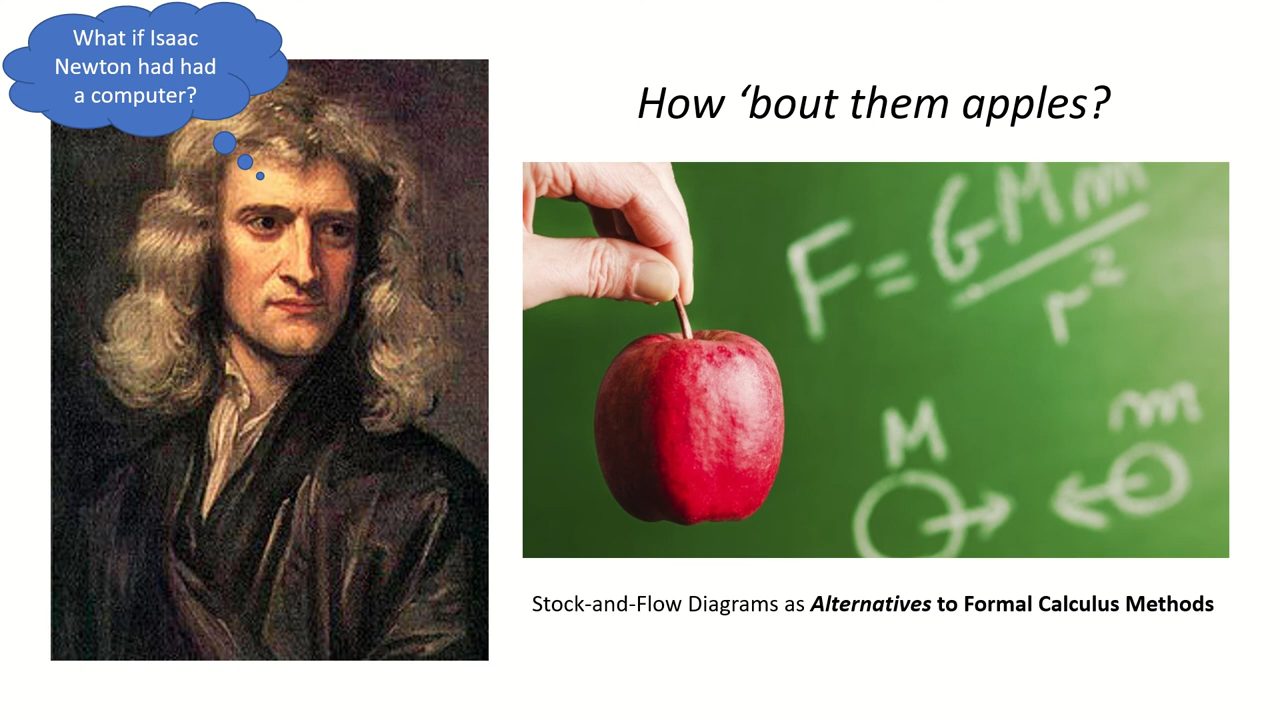 What if Isaac
Newton had had
a computer?
How ‘bout them apples?
F = GMm
r²
M
m
Stock-and-Flow Diagrams as Alternatives to Formal Calculus Methods